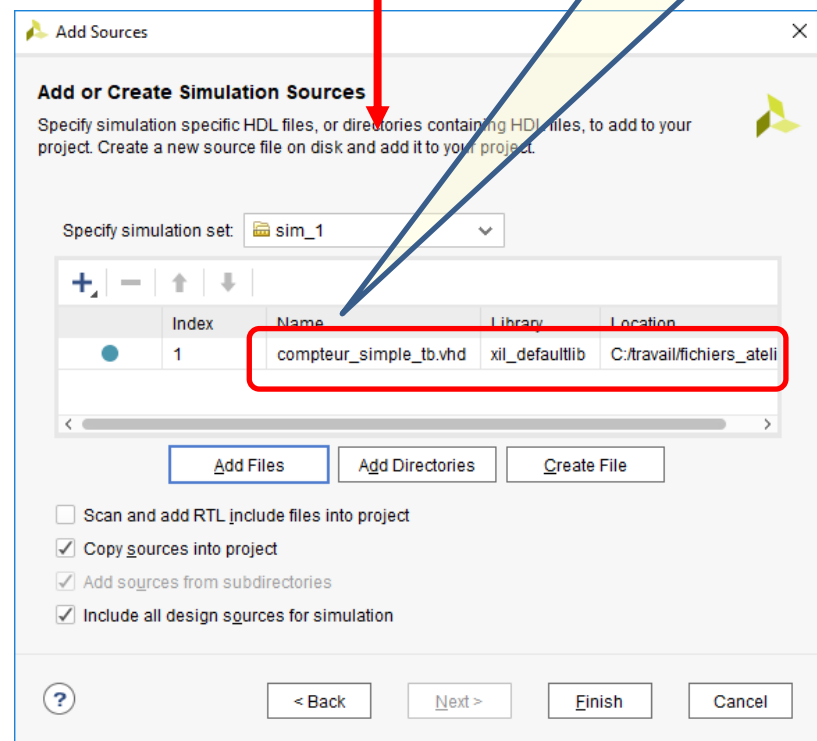 Add Sources
Add or Create Simulation Sources
Specify simulation specific HDL files, or directories containing HDL files, to add to your
project. Create a new source file on disk and add it to your project.
Specify simulation set: sim_1
Index Name Library Location
1 compteur_simple_tb.vhd xil_defaultlib C:/travail/fichiers_ateli
Add Files Add Directories Create File
Scan and add RTL include files into project
Copy sources into project
Add sources from subdirectories
Include all design sources for simulation
? < Back Next > Finish Cancel